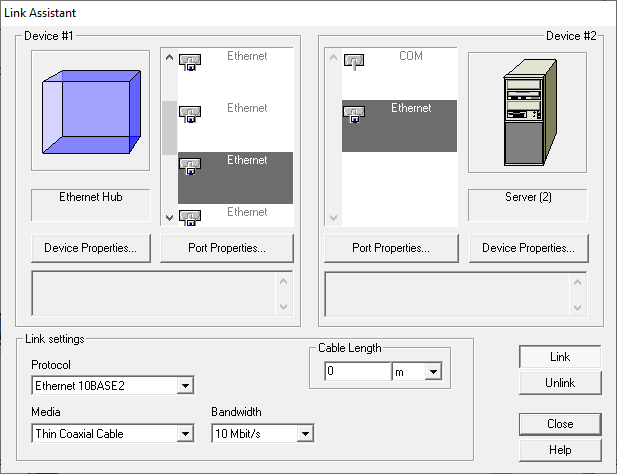 Link Assistant
Device #1
Ethernet
Ethernet
Ethernet
Ethernet
Ethernet Hub
Device Properties...
Port Properties...
Device #2
COM
Ethernet
Server (2)
Port Properties...
Device Properties...
Link settings
Protocol
Ethernet 10BASE2
Media
Thin Coaxial Cable
Bandwidth
10 Mbit/s
Cable Length
0
m
Link
Unlink
Close
Help